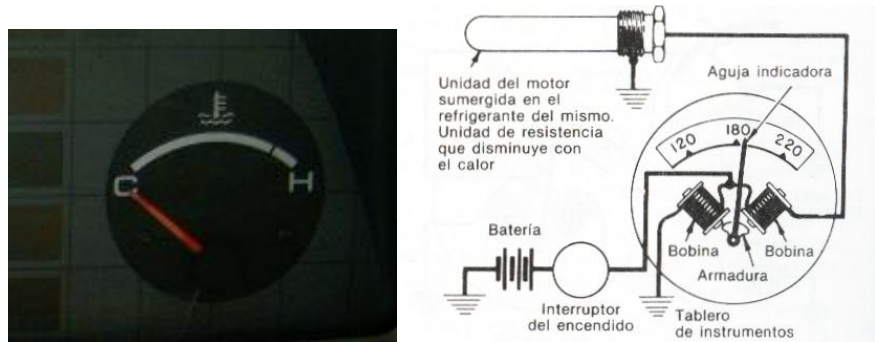 C
H
Unidad del motor
sumergida en el
refrigerante del mismo.
Unidad de resistencia
que disminuye con
el calor
Aguja indicadora
120
180
220
Batería
Bobina
Bobina
Armadura
Interruptor
del encendido
Tablero
de instrumentos